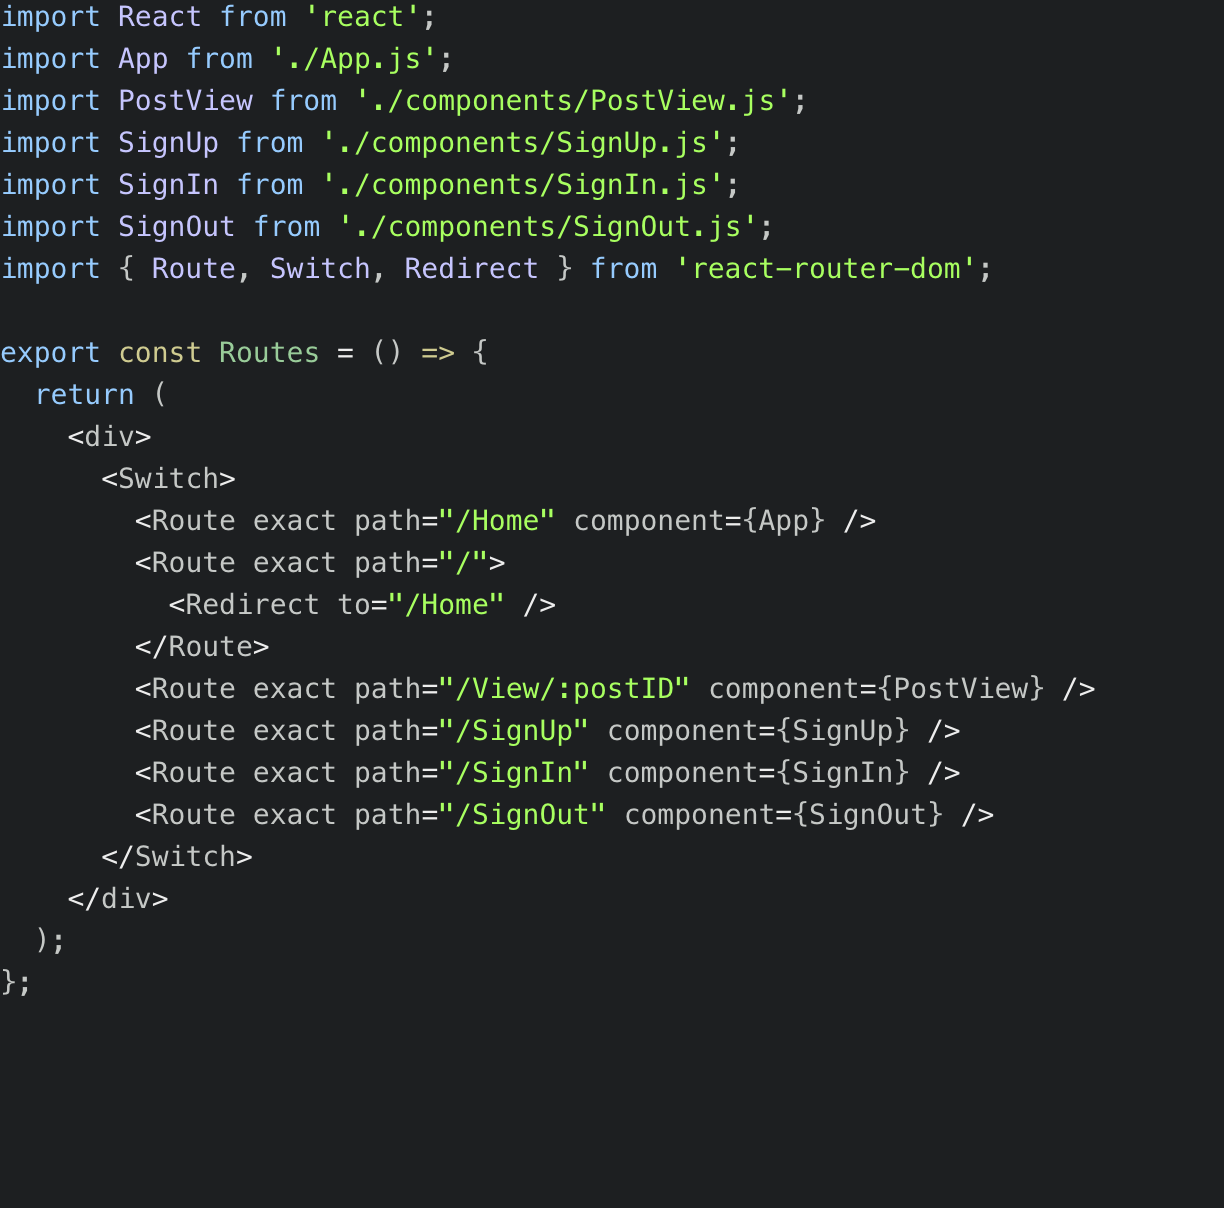 import React from 'react';
import App from './App.js';
import PostView from './components/PostView.js';
import SignUp from './components/SignUp.js';
import SignIn from './components/SignIn.js';
import SignOut from './components/SignOut.js';
import { Route, Switch, Redirect } from 'react-router-dom';

export const Routes = () => {
  return (
    <div>
      <Switch>
        <Route exact path="/Home" component={App} />
        <Route exact path="/">
          <Redirect to="/Home" />
        </Route>
        <Route exact path="/View/:postID" component={PostView} />
        <Route exact path="/SignUp" component={SignUp} />
        <Route exact path="/SignIn" component={SignIn} />
        <Route exact path="/SignOut" component={SignOut} />
      </Switch>
    </div>
  );
};